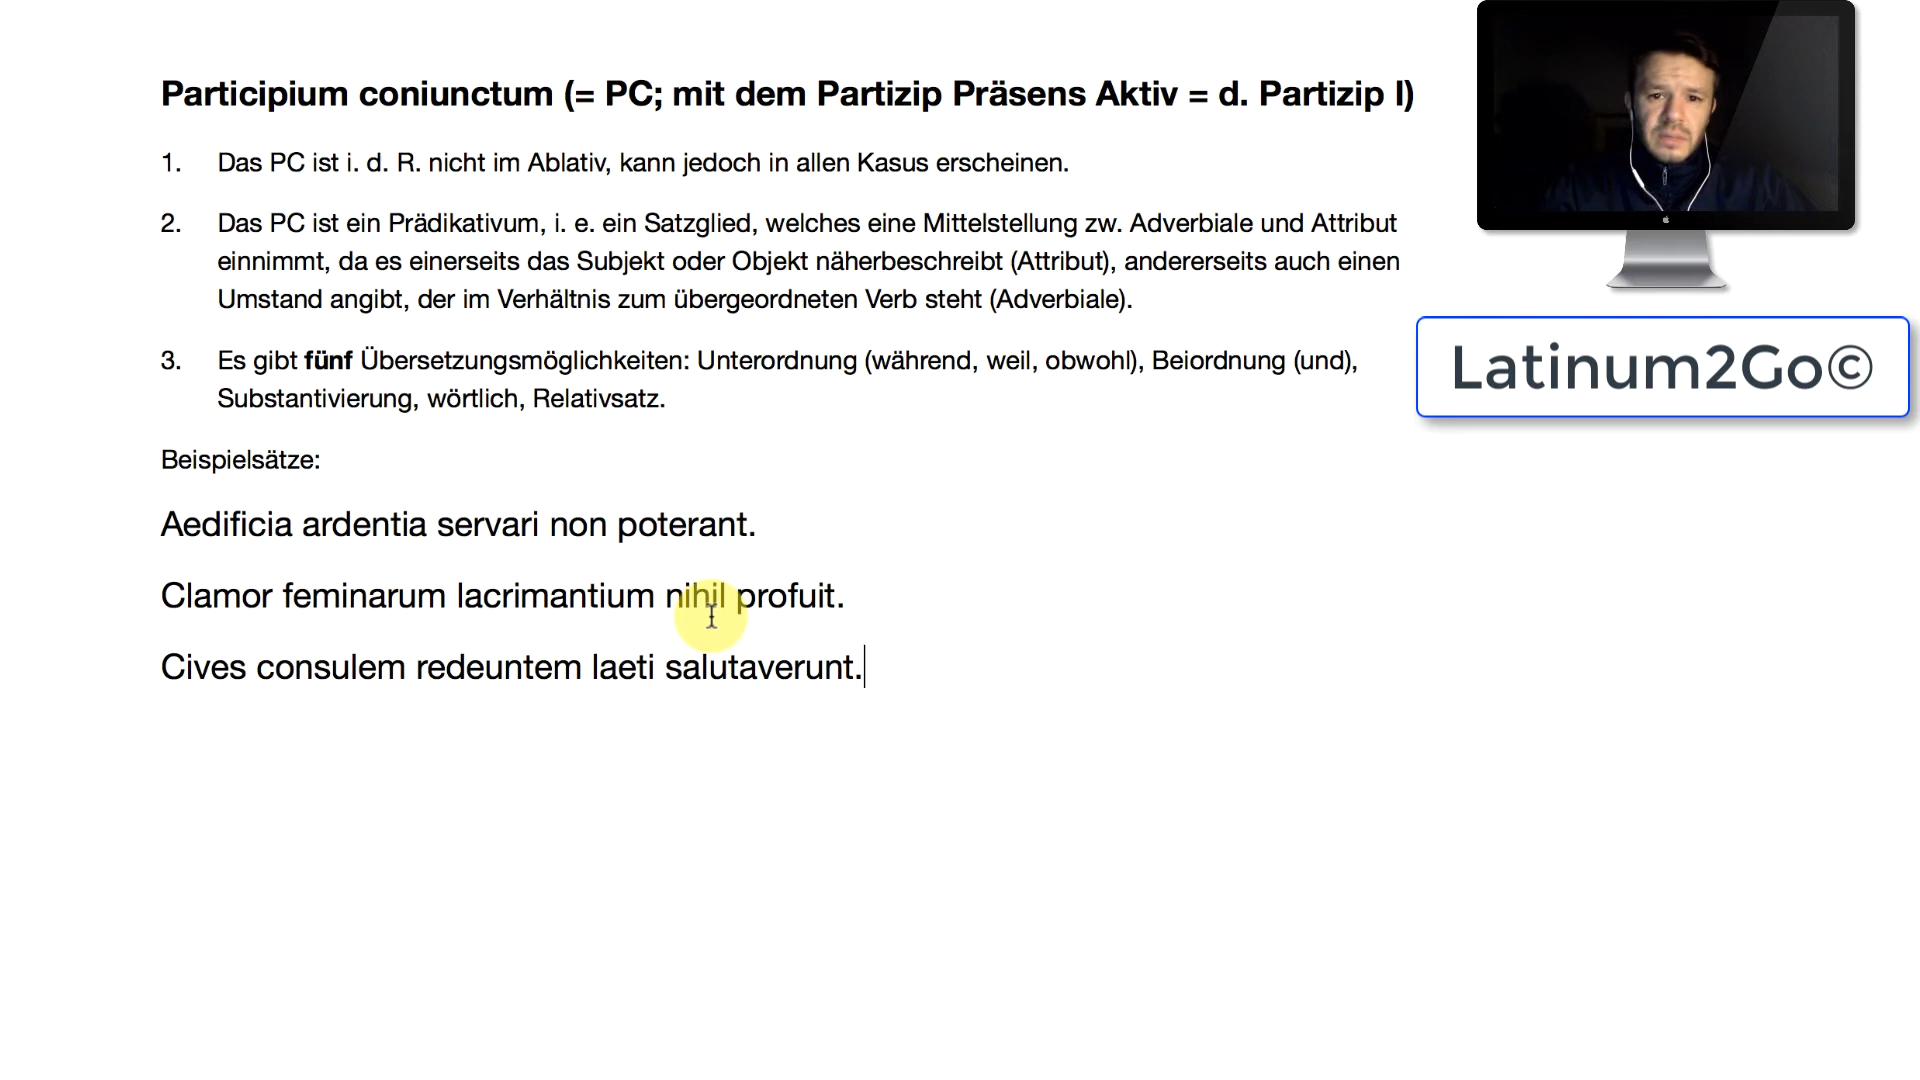 Participium coniunctum (= PC; mit dem Partizip Präsens Aktiv = d. Partizip I)
1. Das PC ist i. d. R. nicht im Ablativ, kann jedoch in allen Kasus erscheinen.
2. Das PC ist ein Prädikativum, i. e. ein Satzglied, welches eine Mittelstellung zw. Adverbiale und Attribut
einnimmt, da es einerseits das Subjekt oder Objekt näherbeschreibt (Attribut), andererseits auch einen
Umstand angibt, der im Verhältnis zum übergeordneten Verb steht (Adverbiale).
3. Es gibt fünf Übersetzungsmöglichkeiten: Unterordnung (während, weil, obwohl), Beiordnung (und),
Substantivierung, wörtlich, Relativsatz.
Latinum2Go©
Beispielsätze:
Aedificia ardentia servari non poterant.
Clamor feminarum lacrimantium nihil profuit.
Cives consulem redeuntem laeti salutaverunt.